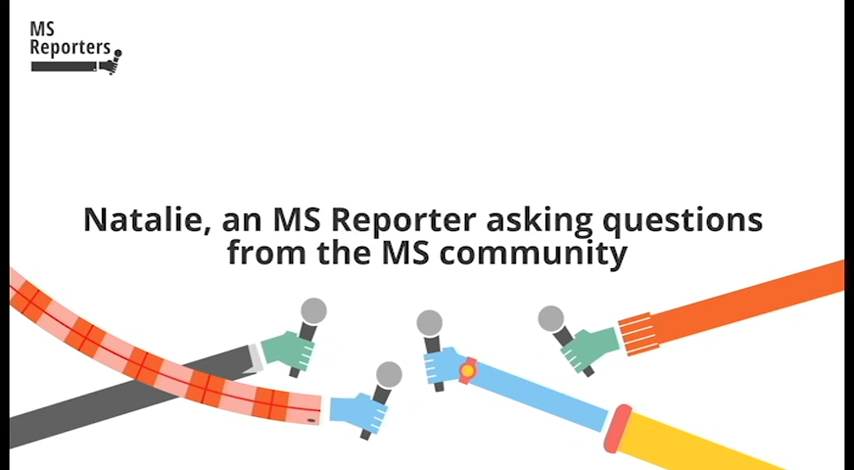 MS
Reporters
Natalie, an MS Reporter asking questions
from the MS community